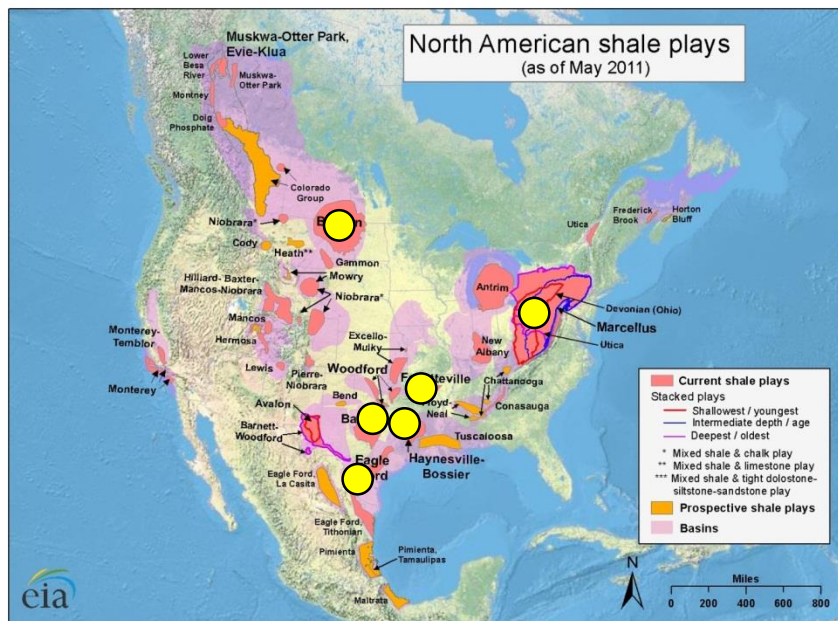 North American shale plays
(as of May 2011)
Muskwa-Otter Park,
Evie-Klua
Lower
Besa
River
Muskwa-
Otter Park
Montney
Doig
Phosphate
Colorado
Group
Niobrara*
Cody
Heath**
Gammon
Mowry
Hilliard- Baxter-
Mancos-Niobrara
Niobrara*
Mancos
Hermosa
Monterey-
Temblor
Monterey
Lewis
Pierre-
Niobrara
Excello-
Mulky
Woodford
Bend
Avalon
Barnett-
Woodford
Eagle
Eagle Ford,
La Casita
Eagle Ford,
Tithonian
Pimienta
Pimienta,
Tamaulipas
Maltrata
Haynesville-
Bossier
Tuscaloosa
Neal
Conasauga
Chattanooga
New
Albany
Antrim
Devonian (Ohio)
Marcellus
Utica
Utica
Frederick
Brook
Horton
Bluff
Current shale plays
Stacked plays
Shallowest / youngest
Intermediate depth / age
Deepest / oldest
* Mixed shale & chalk play
** Mixed shale & limestone play
*** Mixed shale & tight dolostone-
siltstone-sandstone play
Prospective shale plays
Basins
N
Miles
0 200 400 600 800
eia